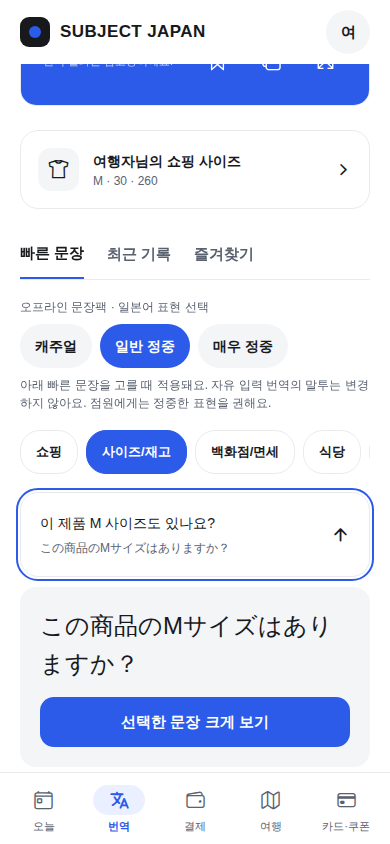 SUBJECT JAPAN
여
여행자님의 쇼핑 사이즈
M · 30 · 260
빠른 문장
최근 기록
즐겨찾기
오프라인 문장팩 · 일본어 표현 선택
캐주얼
일반 정중
매우 정중
아래 빠른 문장을 고를 때 적용돼요. 자유 입력 번역의 말투는 변경
하지 않아요. 점원에게는 정중한 표현을 권해요.
쇼핑
사이즈/재고
백화점/면세
식당
이 제품 M 사이즈도 있나요?
この商品のMサイズはありますか？
この商品のMサイズはあり
ますか？
선택한 문장 크게 보기
오늘
번역
결제
여행
카드·쿠폰